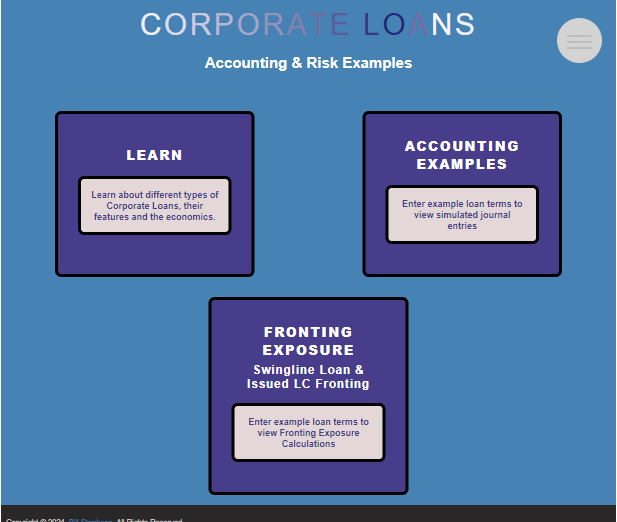 CORPORATE LOANS
Accounting & Risk Examples
LEARN
Learn about different types of
Corporate Loans, their
features and the economics.
ACCOUNTING
EXAMPLES
Enter example loan terms to
view simulated journal
entries
FRONTING
EXPOSURE
Swingline Loan &
Issued LC Fronting
Enter example loan terms to
view Fronting Exposure
Calculations
Copyright © 2024 All Rights Reserved